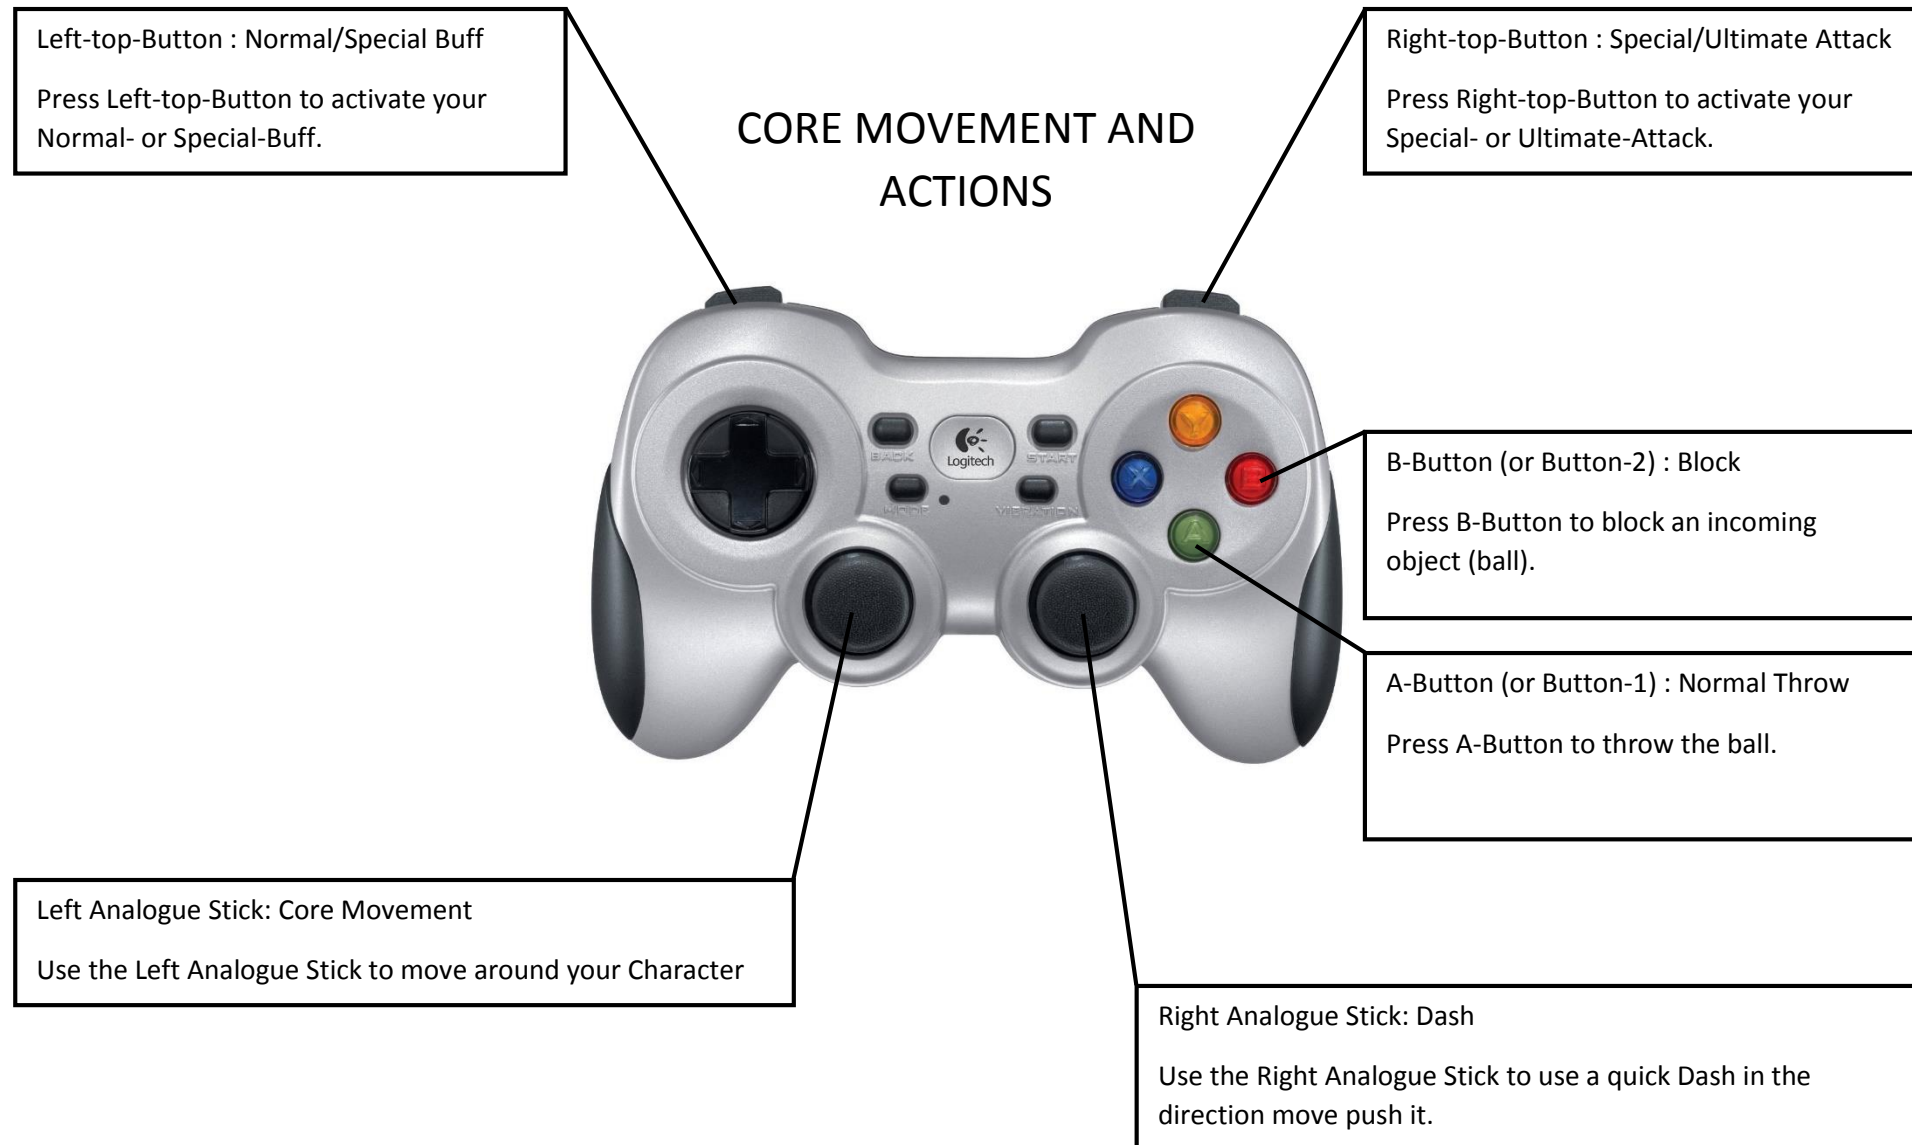 Left-top-Button : Normal/Special Buff
Press Left-top-Button to activate your
Normal- or Special-Buff.
CORE MOVEMENT AND
ACTIONS
Right-top-Button : Special/Ultimate Attack
Press Right-top-Button to activate your
Special- or Ultimate-Attack.
Y
X
B
A
BACK
Logitech
START
MODE
VIBRATION
B-Button (or Button-2) : Block
Press B-Button to block an incoming
object (ball).
A-Button (or Button-1) : Normal Throw
Press A-Button to throw the ball.
Left Analogue Stick: Core Movement
Use the Left Analogue Stick to move around your Character
Right Analogue Stick: Dash
Use the Right Analogue Stick to use a quick Dash in the
direction move push it.